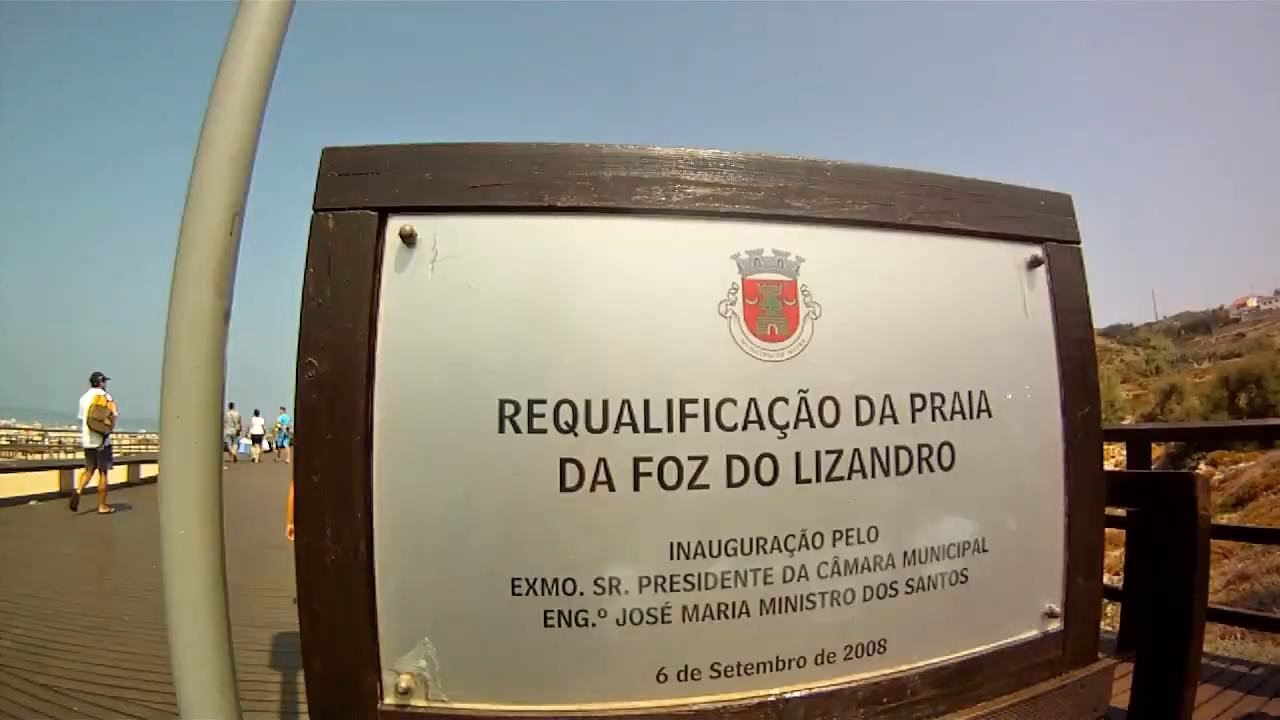 REQUALIFICAÇÃO DA PRAIA
DA FOZ DO LIZANDRO
INAUGURAÇÃO PELO
EXMO. SR. PRESIDENTE DA CÂMARA MUNICIPAL
ENG.º JOSÉ MARIA MINISTRO DOS SANTOS
6 de Setembro de 2008